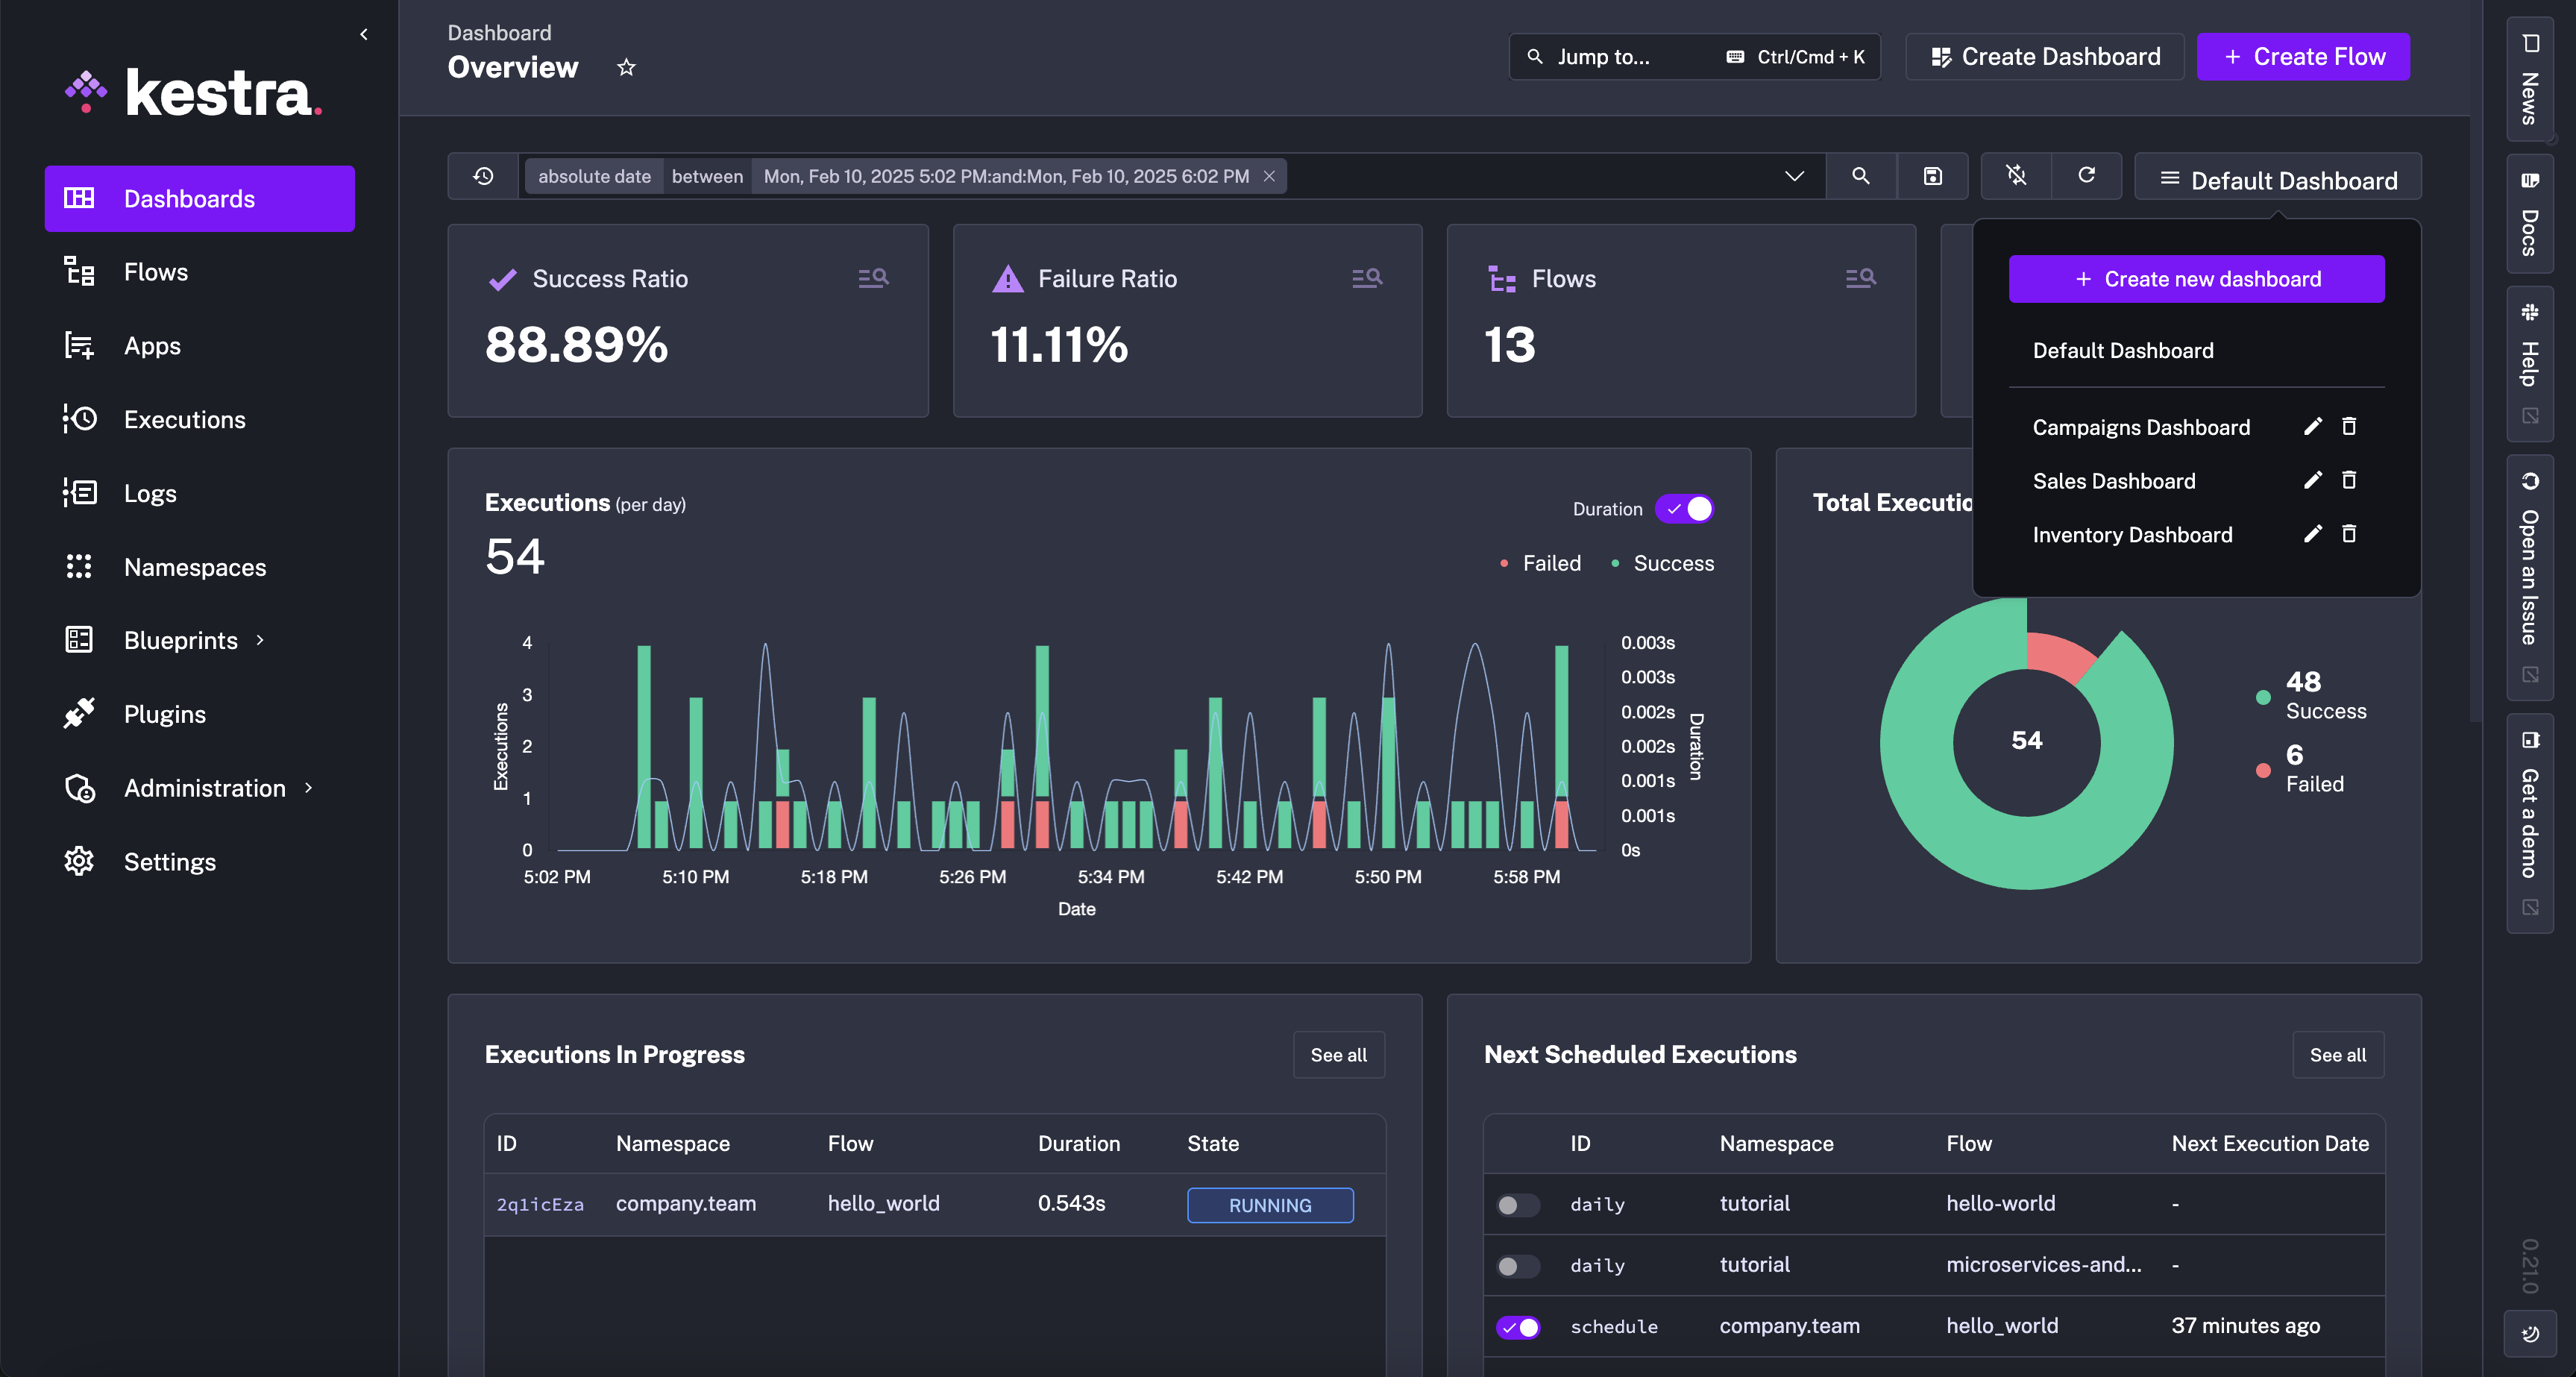 kestra.
Dashboards
Flows
Apps
Executions
Logs
Namespaces
Blueprints
Plugins
Administration
Settings
Dashboard
Overview
Jump to...
Ctrl/Cmd + K
Create Dashboard
+ Create Flow
absolute date between Mon, Feb 10, 2025 5:02 PM:and:Mon, Feb 10, 2025 6:02 PM
Default Dashboard
Success Ratio
88.89%
Failure Ratio
11.11%
Flows
13
+ Create new dashboard
Default Dashboard
Campaigns Dashboard
Sales Dashboard
Inventory Dashboard
Executions (per day)
54
Duration
Failed
Success
4
3
2
1
0
Executions
0.003s
0.003s
0.002s
0.002s
0.001s
0.001s
0s
Duration
5:02 PM
5:10 PM
5:18 PM
5:26 PM
5:34 PM
5:42 PM
5:50 PM
5:58 PM
Date
Total Executio
54
48
Success
6
Failed
Executions In Progress
See all
ID Namespace Flow Duration State
2q1icEza company.team hello_world 0.543s RUNNING
Next Scheduled Executions
See all
ID Namespace Flow Next Execution Date
daily tutorial hello-world -
daily tutorial microservices-and... -
schedule company.team hello_world 37 minutes ago
News
Docs
Help
Open an Issue
Get a demo
0.21.0